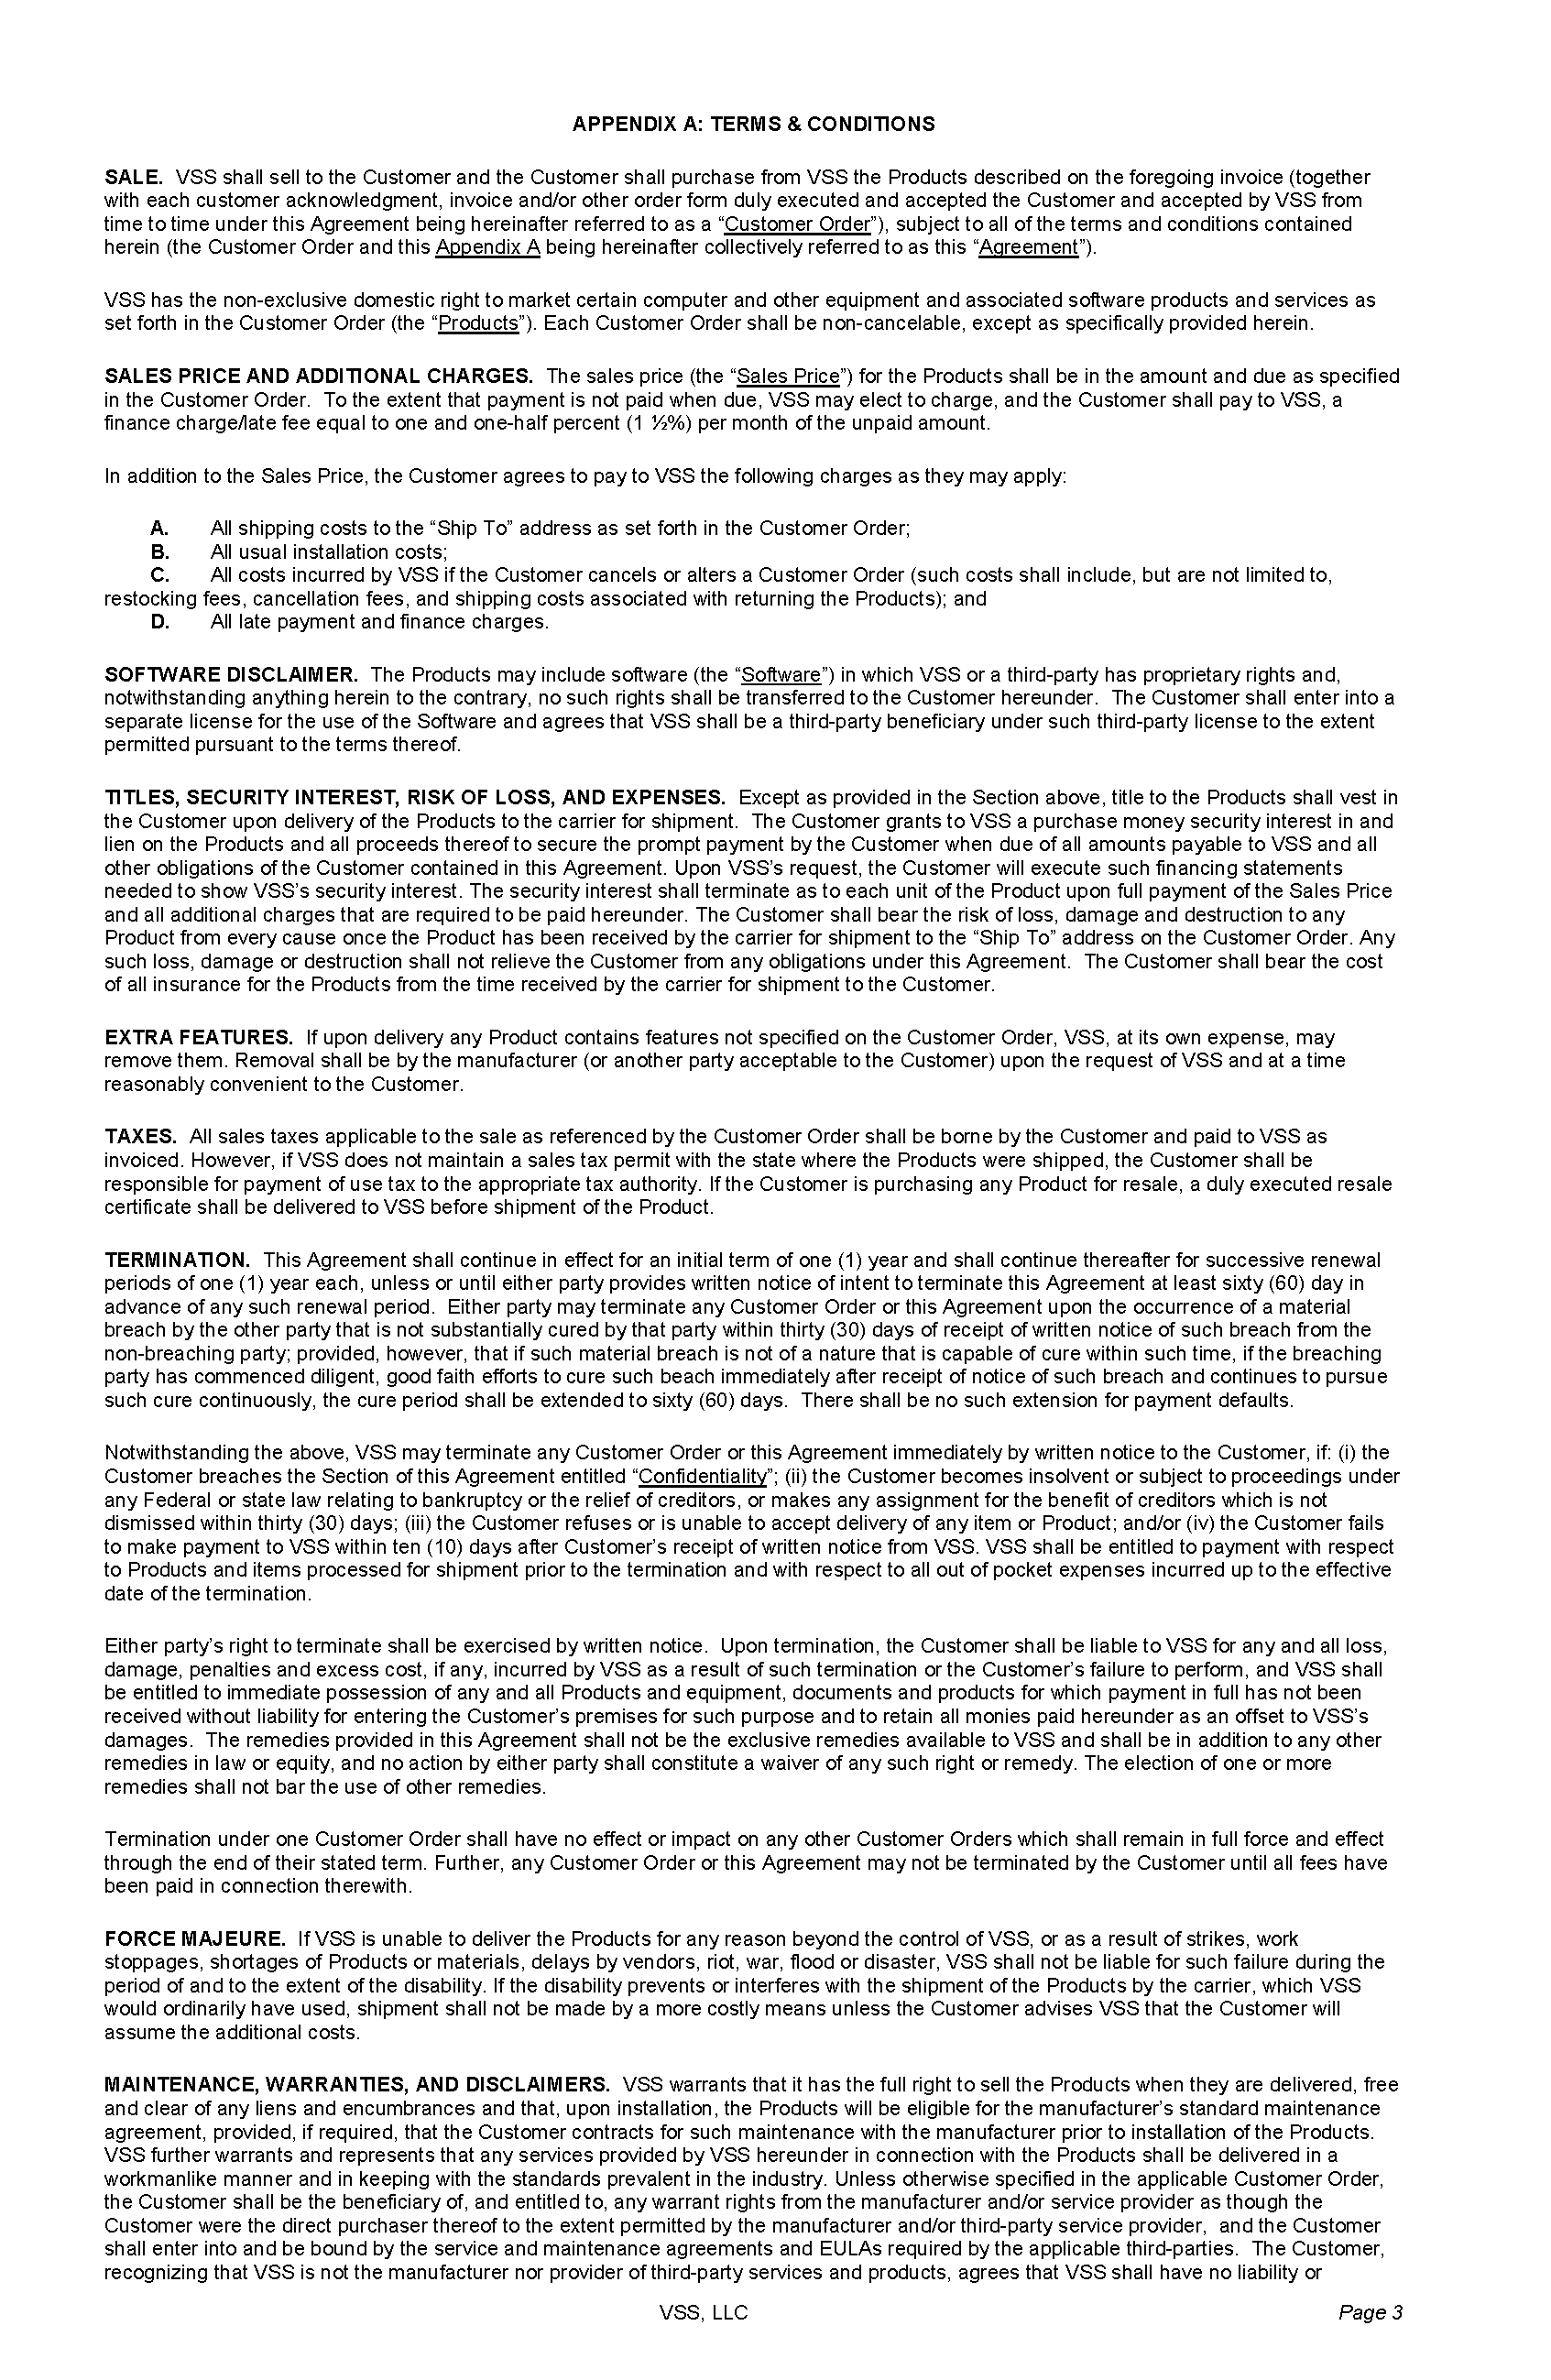 APPENDIX A: TERMS & CONDITIONS
SALE. VSS shall sell to the Customer and the Customer shall purchase from VSS the Products described on the foregoing invoice (together
with each customer acknowledgment, invoice and/or other order form duly executed and accepted the Customer and accepted by VSS from
time to time under this Agreement being hereinafter referred to as a “Customer Order”), subject to all of the terms and conditions contained
herein (the Customer Order and this Appendix A being hereinafter collectively referred to as this “Agreement”).
VSS has the non-exclusive domestic right to market certain computer and other equipment and associated software products and services as
set forth in the Customer Order (the “Products”). Each Customer Order shall be non-cancelable, except as specifically provided herein.
SALES PRICE AND ADDITIONAL CHARGES. The sales price (the “Sales Price”) for the Products shall be in the amount and due as specified
in the Customer Order. To the extent that payment is not paid when due, VSS may elect to charge, and the Customer shall pay to VSS, a
finance charge/late fee equal to one and one-half percent (1 ½%) per month of the unpaid amount.
In addition to the Sales Price, the Customer agrees to pay to VSS the following charges as they may apply:
A. All shipping costs to the “Ship To” address as set forth in the Customer Order;
B. All usual installation costs;
C. All costs incurred by VSS if the Customer cancels or alters a Customer Order (such costs shall include, but are not limited to,
restocking fees, cancellation fees, and shipping costs associated with returning the Products); and
D. All late payment and finance charges.
SOFTWARE DISCLAIMER. The Products may include software (the “Software”) in which VSS or a third-party has proprietary rights and,
notwithstanding anything herein to the contrary, no such rights shall be transferred to the Customer hereunder. The Customer shall enter into a
separate license for the use of the Software and agrees that VSS shall be a third-party beneficiary under such third-party license to the extent
permitted pursuant to the terms thereof.
TITLES, SECURITY INTEREST, RISK OF LOSS, AND EXPENSES. Except as provided in the Section above, title to the Products shall vest in
the Customer upon delivery of the Products to the carrier for shipment. The Customer grants to VSS a purchase money security interest in and
lien on the Products and all proceeds thereof to secure the prompt payment by the Customer when due of all amounts payable to VSS and all
other obligations of the Customer contained in this Agreement. Upon VSS’s request, the Customer will execute such financing statements
needed to show VSS’s security interest. The security interest shall terminate as to each unit of the Product upon full payment of the Sales Price
and all additional charges that are required to be paid hereunder. The Customer shall bear the risk of loss, damage and destruction to any
Product from every cause once the Product has been received by the carrier for shipment to the “Ship To” address on the Customer Order. Any
such loss, damage or destruction shall not relieve the Customer from any obligations under this Agreement. The Customer shall bear the cost
of all insurance for the Products from the time received by the carrier for shipment to the Customer.
EXTRA FEATURES. If upon delivery any Product contains features not specified on the Customer Order, VSS, at its own expense, may
remove them. Removal shall be by the manufacturer (or another party acceptable to the Customer) upon the request of VSS and at a time
reasonably convenient to the Customer.
TAXES. All sales taxes applicable to the sale as referenced by the Customer Order shall be borne by the Customer and paid to VSS as
invoiced. However, if VSS does not maintain a sales tax permit with the state where the Products were shipped, the Customer shall be
responsible for payment of use tax to the appropriate tax authority. If the Customer is purchasing any Product for resale, a duly executed resale
certificate shall be delivered to VSS before shipment of the Product.
TERMINATION. This Agreement shall continue in effect for an initial term of one (1) year and shall continue thereafter for successive renewal
periods of one (1) year each, unless or until either party provides written notice of intent to terminate this Agreement at least sixty (60) day in
advance of any such renewal period. Either party may terminate any Customer Order or this Agreement upon the occurrence of a material
breach by the other party that is not substantially cured by that party within thirty (30) days of receipt of written notice of such breach from the
non-breaching party; provided, however, that if such material breach is not of a nature that is capable of cure within such time, if the breaching
party has commenced diligent, good faith efforts to cure such beach immediately after receipt of notice of such breach and continues to pursue
such cure continuously, the cure period shall be extended to sixty (60) days. There shall be no such extension for payment defaults.
Notwithstanding the above, VSS may terminate any Customer Order or this Agreement immediately by written notice to the Customer, if: (i) the
Customer breaches the Section of this Agreement entitled “Confidentiality”; (ii) the Customer becomes insolvent or subject to proceedings under
any Federal or state law relating to bankruptcy or the relief of creditors, or makes any assignment for the benefit of creditors which is not
dismissed within thirty (30) days; (iii) the Customer refuses or is unable to accept delivery of any item or Product; and/or (iv) the Customer fails
to make payment to VSS within ten (10) days after Customer’s receipt of written notice from VSS. VSS shall be entitled to payment with respect
to Products and items processed for shipment prior to the termination and with respect to all out of pocket expenses incurred up to the effective
date of the termination.
Either party’s right to terminate shall be exercised by written notice. Upon termination, the Customer shall be liable to VSS for any and all loss,
damage, penalties and excess cost, if any, incurred by VSS as a result of such termination or the Customer’s failure to perform, and VSS shall
be entitled to immediate possession of any and all Products and equipment, documents and products for which payment in full has not been
received without liability for entering the Customer’s premises for such purpose and to retain all monies paid hereunder as an offset to VSS’s
damages. The remedies provided in this Agreement shall not be the exclusive remedies available to VSS and shall be in addition to any other
remedies in law or equity, and no action by either party shall constitute a waiver of any such right or remedy. The election of one or more
remedies shall not bar the use of other remedies.
Termination under one Customer Order shall have no effect or impact on any other Customer Orders which shall remain in full force and effect
through the end of their stated term. Further, any Customer Order or this Agreement may not be terminated by the Customer until all fees have
been paid in connection therewith.
FORCE MAJEURE. If VSS is unable to deliver the Products for any reason beyond the control of VSS, or as a result of strikes, work
stoppages, shortages of Products or materials, delays by vendors, riot, war, flood or disaster, VSS shall not be liable for such failure during the
period of and to the extent of the disability. If the disability prevents or interferes with the shipment of the Products by the carrier, which VSS
would ordinarily have used, shipment shall not be made by a more costly means unless the Customer advises VSS that the Customer will
assume the additional costs.
MAINTENANCE, WARRANTIES, AND DISCLAIMERS. VSS warrants that it has the full right to sell the Products when they are delivered, free
and clear of any liens and encumbrances and that, upon installation, the Products will be eligible for the manufacturer’s standard maintenance
agreement, provided, if required, that the Customer contracts for such maintenance with the manufacturer prior to installation of the Products.
VSS further warrants and represents that any services provided by VSS hereunder in connection with the Products shall be delivered in a
workmanlike manner and in keeping with the standards prevalent in the industry. Unless otherwise specified in the applicable Customer Order,
the Customer shall be the beneficiary of, and entitled to, any warrant rights from the manufacturer and/or service provider as though the
Customer were the direct purchaser thereof to the extent permitted by the manufacturer and/or third-party service provider, and the Customer
shall enter into and be bound by the service and maintenance agreements and EULAs required by the applicable third-parties. The Customer,
recognizing that VSS is not the manufacturer nor provider of third-party services and products, agrees that VSS shall have no liability or
VSS, LLC
Page 3